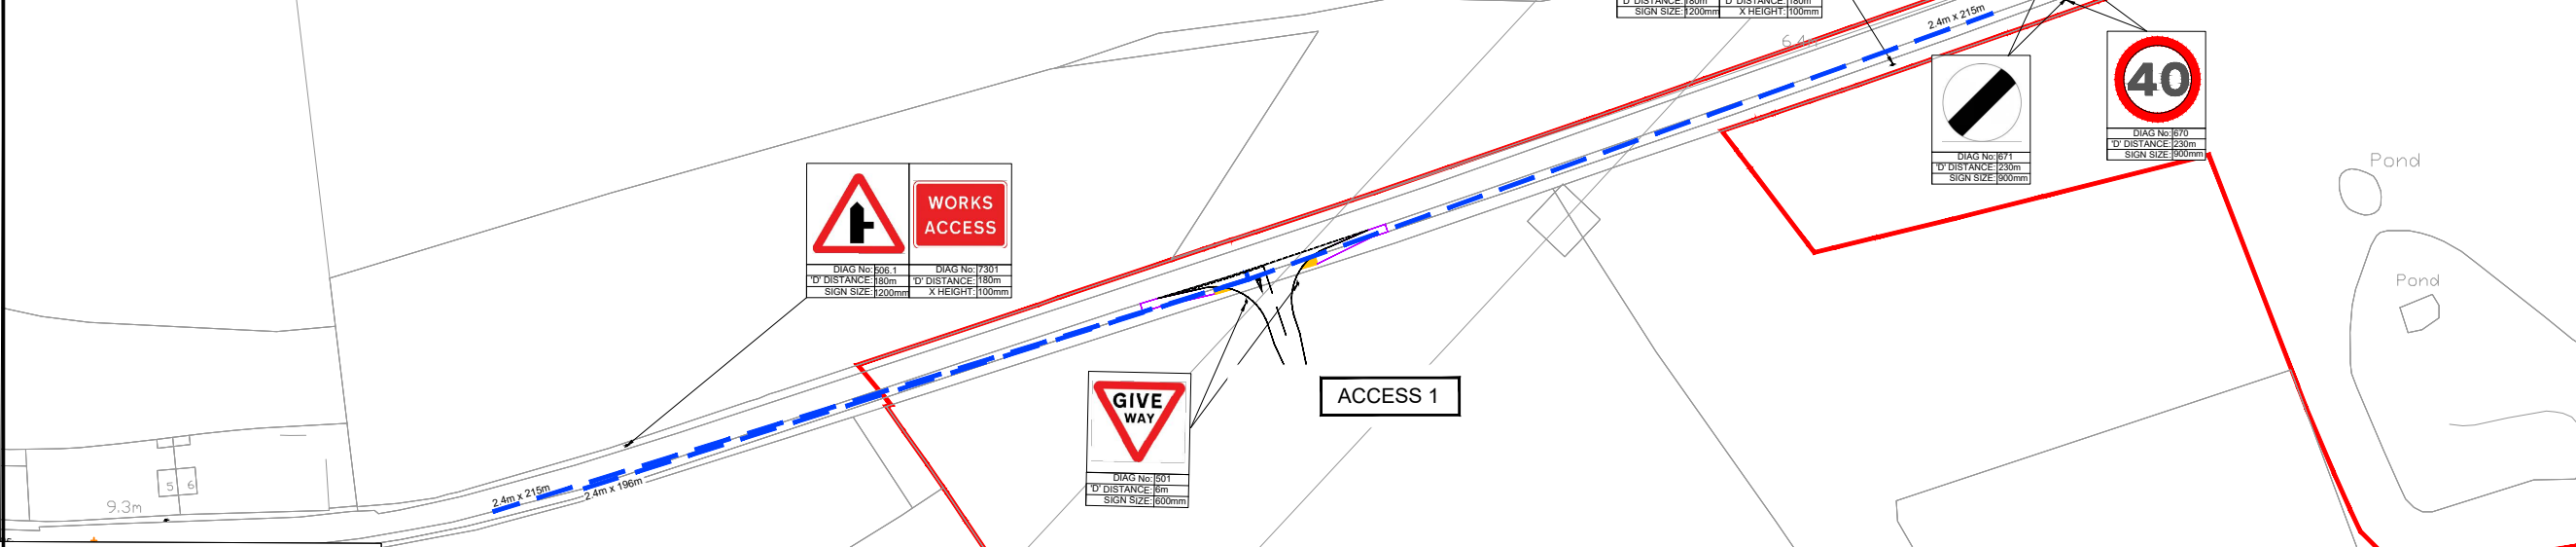 'D' DISTANCE: 180m 'D' DISTANCE: 180m
SIGN SIZE: 1200mm X HEIGHT: 100mm
2.4m x 215m
40
DIAG No: 670
'D' DISTANCE: 230m
SIGN SIZE: 900mm
DIAG No: 671
'D' DISTANCE: 230m
SIGN SIZE: 900mm
Pond
Pond
WORKS
ACCESS
DIAG No: 506.1 DIAG No: 7301
'D' DISTANCE: 180m 'D' DISTANCE: 180m
SIGN SIZE: 1200mm X HEIGHT: 100mm
ACCESS 1
GIVE
WAY
DIAG No: 501
'D' DISTANCE: 6m
SIGN SIZE: 600mm
2.4m x 215m
2.4m x 196m
5 6
9.3m